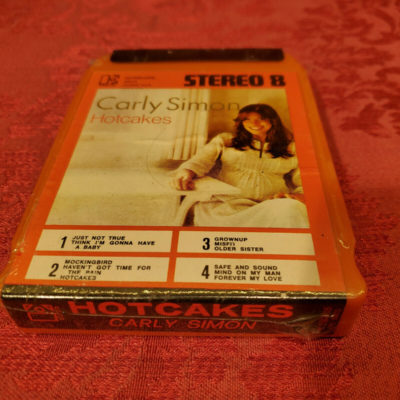 STEREO 8
Carly Simon
Hotcakes
1 JUST NOT TRUE
THINK I'M GONNA HAVE
A BABY
2 MOCKINGBIRD
HAVEN'T GOT TIME FOR
THE PAIN
HOTCAKES
3 GROWNUP
MISFIT
OLDER SISTER
4 SAFE AND SOUND
MIND ON MY MAN
FOREVER MY LOVE
HOTCAKES
CARLY SIMON